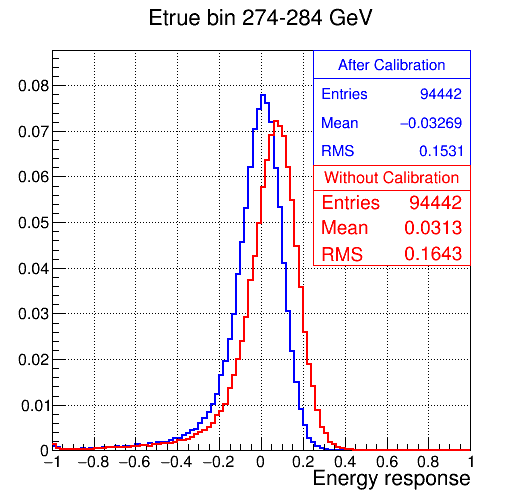 Etrue bin 274-284 GeV
After Calibration
Entries 94442
Mean −0.03269
RMS 0.1531
Without Calibration
Entries 94442
Mean 0.0313
RMS 0.1643
0.08
0.07
0.06
0.05
0.04
0.03
0.02
0.01
0
−1 −0.8 −0.6 −0.4 −0.2 0 0.2 0.4 0.6 0.8 1
Energy response